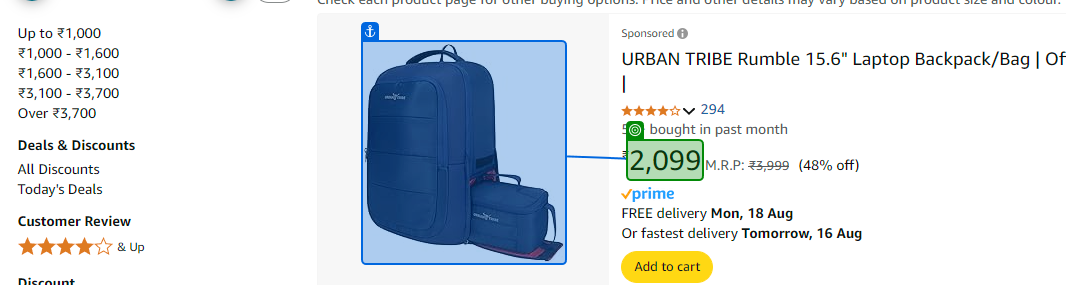 Check each product page for other buying options. Price and other details may vary based on product size and colour.
Up to ₹1,000
₹1,000 - ₹1,600
₹1,600 - ₹3,100
₹3,100 - ₹3,700
Over ₹3,700
Deals & Discounts
All Discounts
Today's Deals
Customer Review
& Up
Discount
Sponsored
URBAN TRIBE Rumble 15.6" Laptop Backpack/Bag | Of
|
294
bought in past month
2,099 M.R.P: ₹3,999 (48% off)
prime
FREE delivery Mon, 18 Aug
Or fastest delivery Tomorrow, 16 Aug
Add to cart